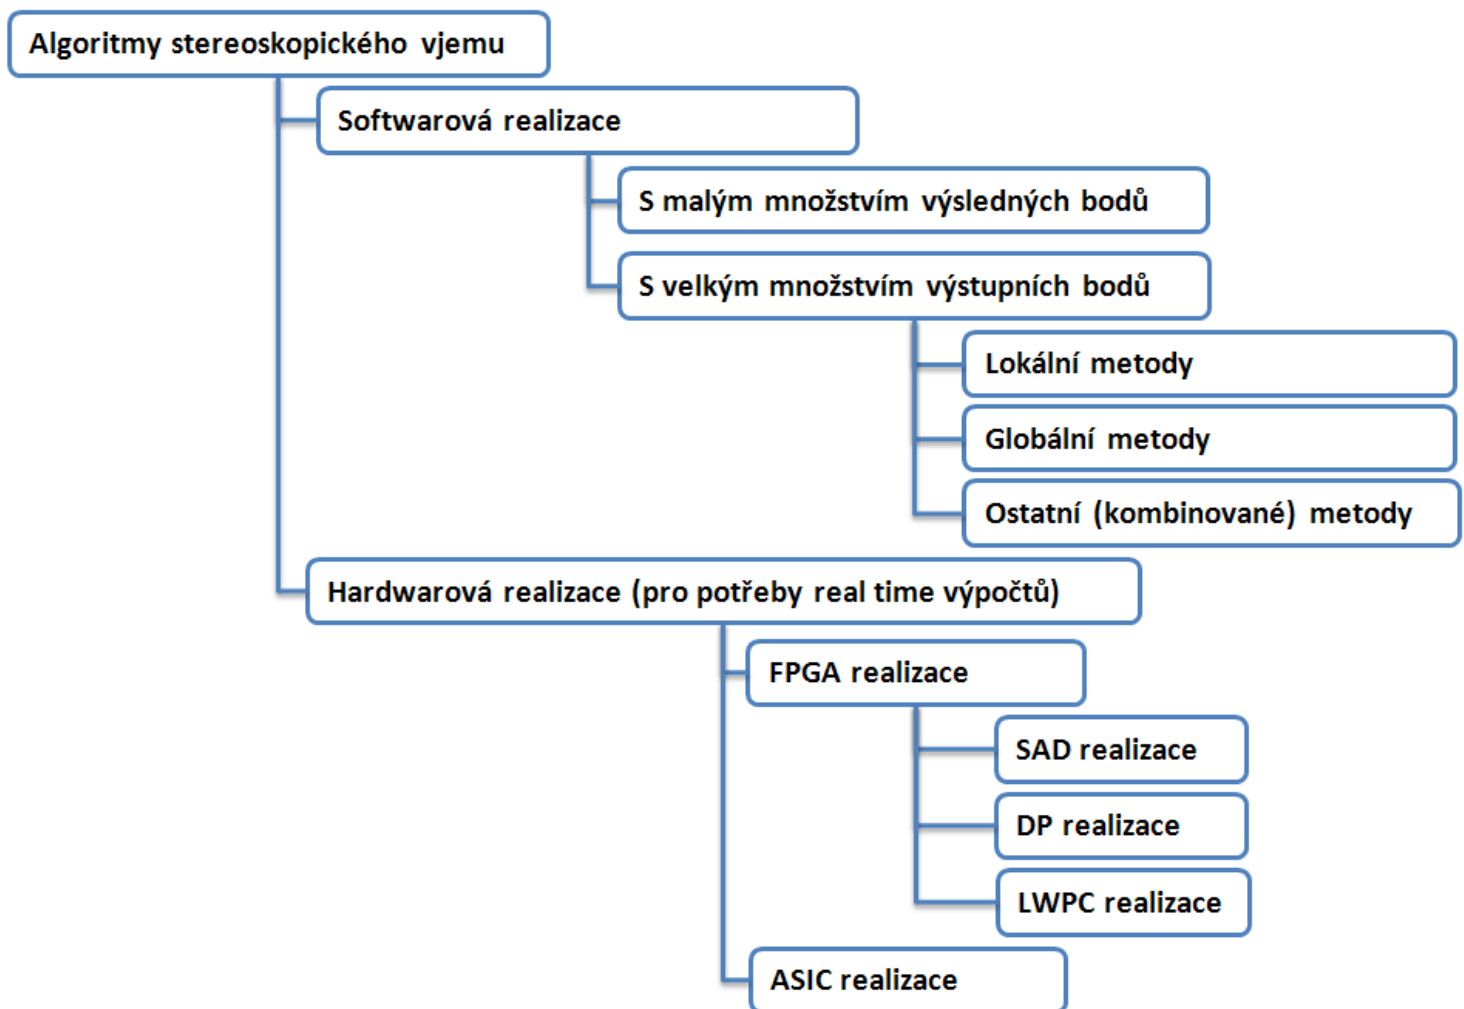 Algoritmy stereoskopického vjemu
Softwarová realizace
S malým množstvím výsledných bodů
S velkým množstvím výstupních bodů
Lokální metody
Globální metody
Ostatní (kombinované) metody
Hardwarová realizace (pro potřeby real time výpočtů)
FPGA realizace
SAD realizace
DP realizace
LWPC realizace
ASIC realizace